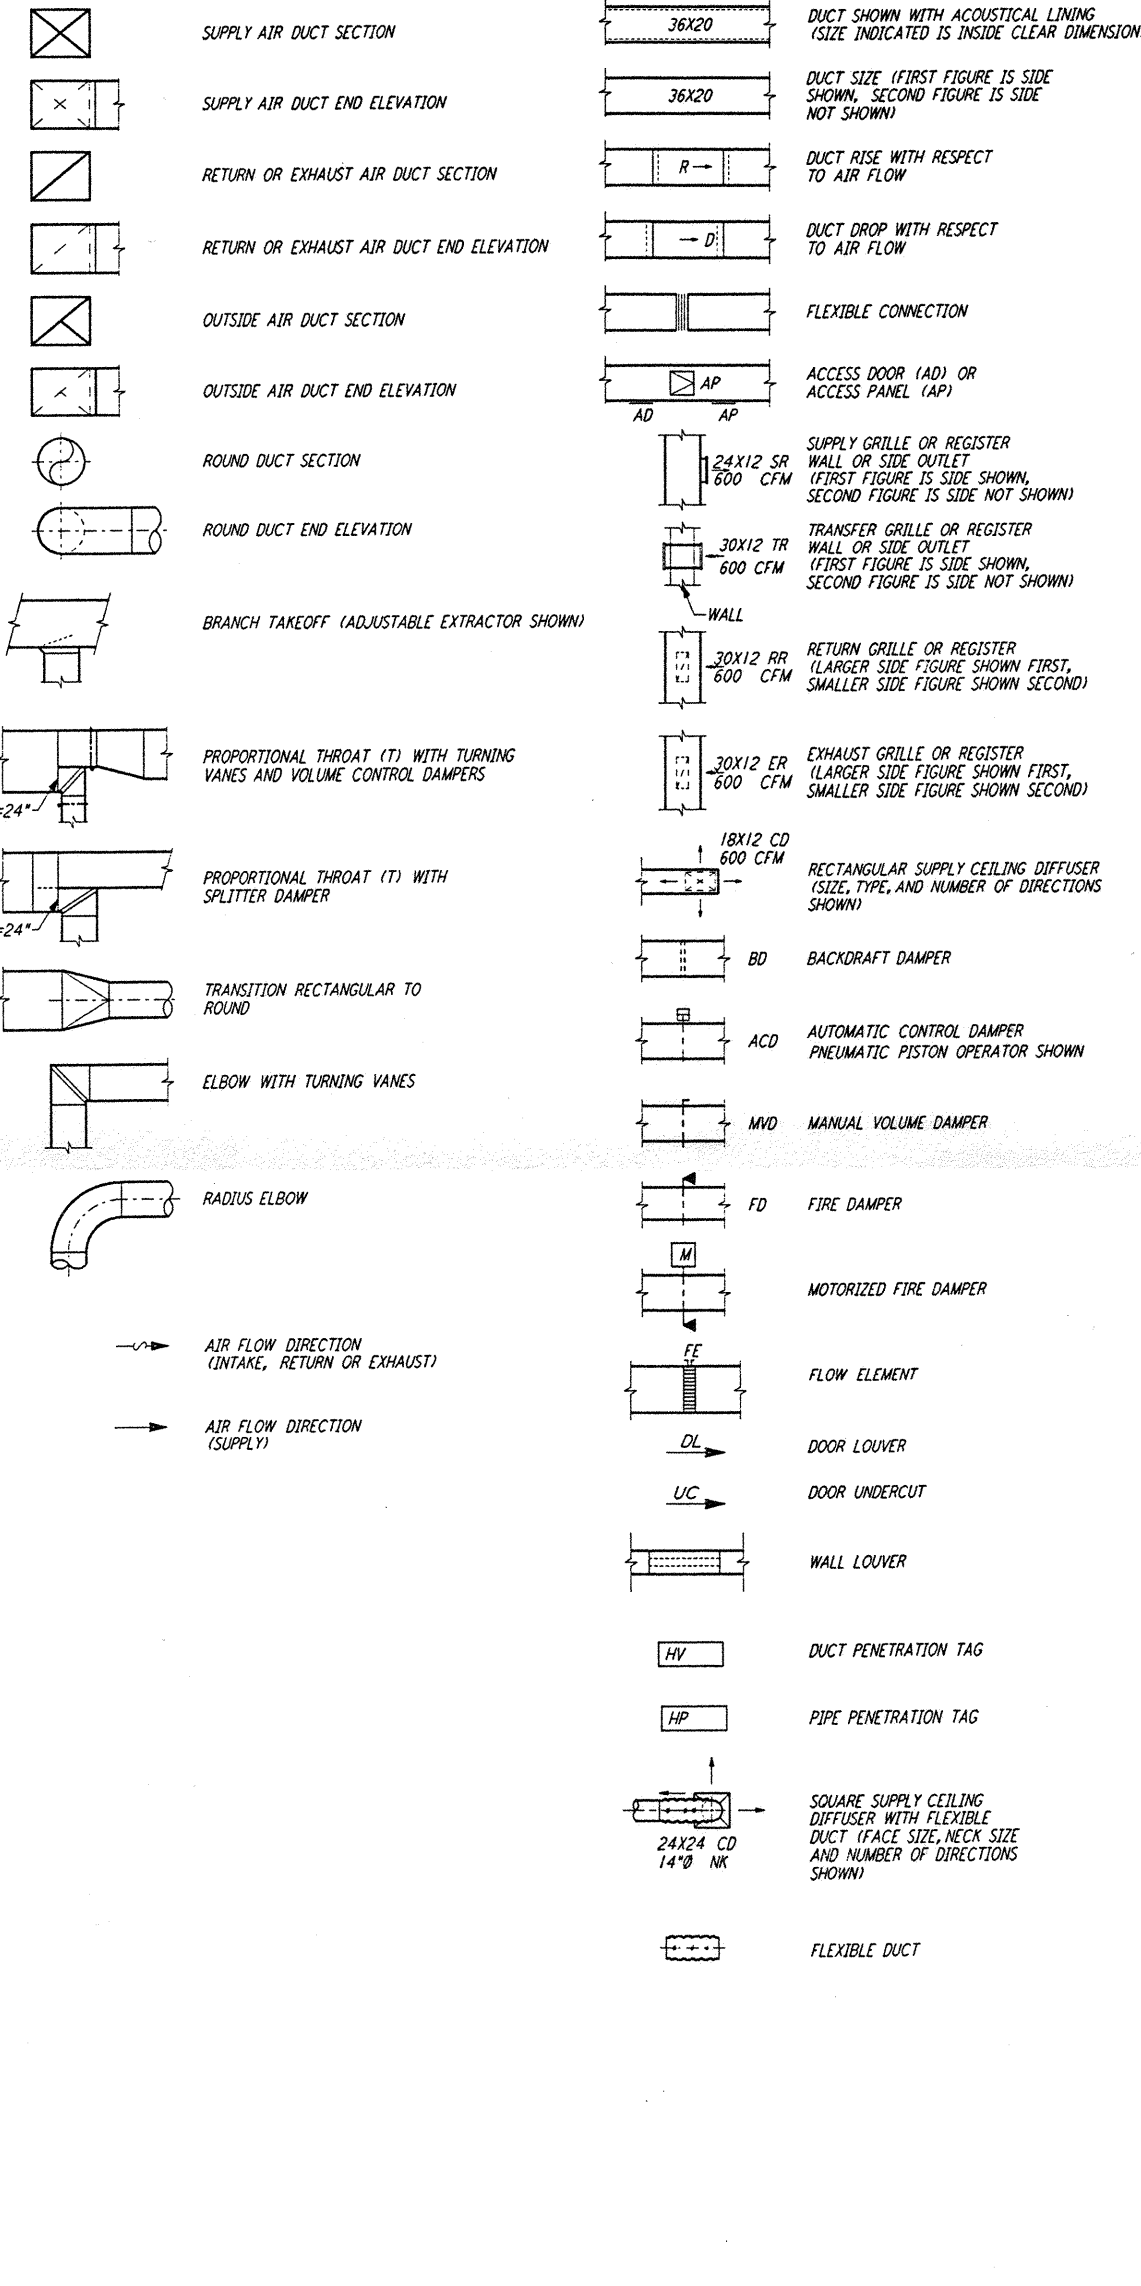 SUPPLY AIR DUCT SECTION
SUPPLY AIR DUCT END ELEVATION
RETURN OR EXHAUST AIR DUCT SECTION
RETURN OR EXHAUST AIR DUCT END ELEVATION
OUTSIDE AIR DUCT SECTION
OUTSIDE AIR DUCT END ELEVATION
ROUND DUCT SECTION
ROUND DUCT END ELEVATION
BRANCH TAKEOFF (ADJUSTABLE EXTRACTOR SHOWN)
PROPORTIONAL THROAT (T) WITH TURNING
VANES AND VOLUME CONTROL DAMPERS
=24"
PROPORTIONAL THROAT (T) WITH
SPLITTER DAMPER
=24"
TRANSITION RECTANGULAR TO
ROUND
ELBOW WITH TURNING VANES
RADIUS ELBOW
AIR FLOW DIRECTION
(INTAKE, RETURN OR EXHAUST)
AIR FLOW DIRECTION
(SUPPLY)
36X20
DUCT SHOWN WITH ACOUSTICAL LINING
(SIZE INDICATED IS INSIDE CLEAR DIMENSION
36X20
DUCT SIZE (FIRST FIGURE IS SIDE
SHOWN, SECOND FIGURE IS SIDE
NOT SHOWN)
R
DUCT RISE WITH RESPECT
TO AIR FLOW
D
DUCT DROP WITH RESPECT
TO AIR FLOW
FLEXIBLE CONNECTION
AP
AD AP
ACCESS DOOR (AD) OR
ACCESS PANEL (AP)
24X12 SR
600 CFM
SUPPLY GRILLE OR REGISTER
WALL OR SIDE OUTLET
(FIRST FIGURE IS SIDE SHOWN,
SECOND FIGURE IS SIDE NOT SHOWN)
30X12 TR
600 CFM
WALL
TRANSFER GRILLE OR REGISTER
WALL OR SIDE OUTLET
(FIRST FIGURE IS SIDE SHOWN,
SECOND FIGURE IS SIDE NOT SHOWN)
30X12 RR
600 CFM
RETURN GRILLE OR REGISTER
(LARGER SIDE FIGURE SHOWN FIRST,
SMALLER SIDE FIGURE SHOWN SECOND)
30X12 ER
600 CFM
EXHAUST GRILLE OR REGISTER
(LARGER SIDE FIGURE SHOWN FIRST,
SMALLER SIDE FIGURE SHOWN SECOND)
18X12 CD
600 CFM
RECTANGULAR SUPPLY CEILING DIFFUSER
(SIZE, TYPE, AND NUMBER OF DIRECTIONS
SHOWN)
BD
BACKDRAFT DAMPER
ACD
AUTOMATIC CONTROL DAMPER
PNEUMATIC PISTON OPERATOR SHOWN
MVD
MANUAL VOLUME DAMPER
FD
FIRE DAMPER
M
MOTORIZED FIRE DAMPER
FE
FLOW ELEMENT
DL
DOOR LOUVER
UC
DOOR UNDERCUT
WALL LOUVER
HV
DUCT PENETRATION TAG
HP
PIPE PENETRATION TAG
24X24 CD
14"Ø NK
SQUARE SUPPLY CEILING
DIFFUSER WITH FLEXIBLE
DUCT (FACE SIZE, NECK SIZE
AND NUMBER OF DIRECTIONS
SHOWN)
FLEXIBLE DUCT